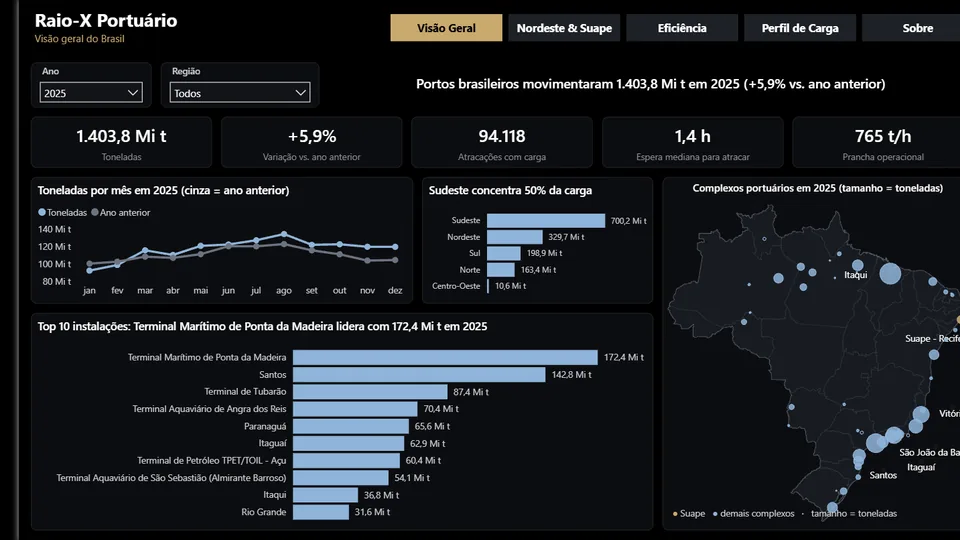 Raio-X Portuário
Visão geral do Brasil
Visão Geral
Nordeste & Suape
Eficiência
Perfil de Carga
Sobre
Ano
2025
Região
Todos
Portos brasileiros movimentaram 1.403,8 Mi t em 2025 (+5,9% vs. ano anterior)
1.403,8 Mi t
Toneladas
+5,9%
Variação vs. ano anterior
94.118
Atracações com carga
1,4 h
Espera mediana para atracar
765 t/h
Prancha operacional
Toneladas por mês em 2025 (cinza = ano anterior)
Toneladas Ano anterior
140 Mi t
120 Mi t
100 Mi t
80 Mi t
jan fev mar abr mai jun jul ago set out nov dez
Sudeste concentra 50% da carga
Sudeste 700,2 Mi t
Nordeste 329,7 Mi t
Sul 198,9 Mi t
Norte 163,4 Mi t
Centro-Oeste 10,6 Mi t
Top 10 instalações: Terminal Marítimo de Ponta da Madeira lidera com 172,4 Mi t em 2025
Terminal Marítimo de Ponta da Madeira 172,4 Mi t
Santos 142,8 Mi t
Terminal de Tubarão 87,4 Mi t
Terminal Aquaviário de Angra dos Reis 70,4 Mi t
Paranaguá 65,6 Mi t
Itaguaí 62,9 Mi t
Terminal de Petróleo TPET/TOIL - Açu 60,4 Mi t
Terminal Aquaviário de São Sebastião (Almirante Barroso) 54,1 Mi t
Itaqui 36,8 Mi t
Rio Grande 31,6 Mi t
Complexos portuários em 2025 (tamanho = toneladas)
Itaqui
Suape - Recife
Vitóri
São João da Ba
Itaguaí
Santos
Suape demais complexos · tamanho = toneladas